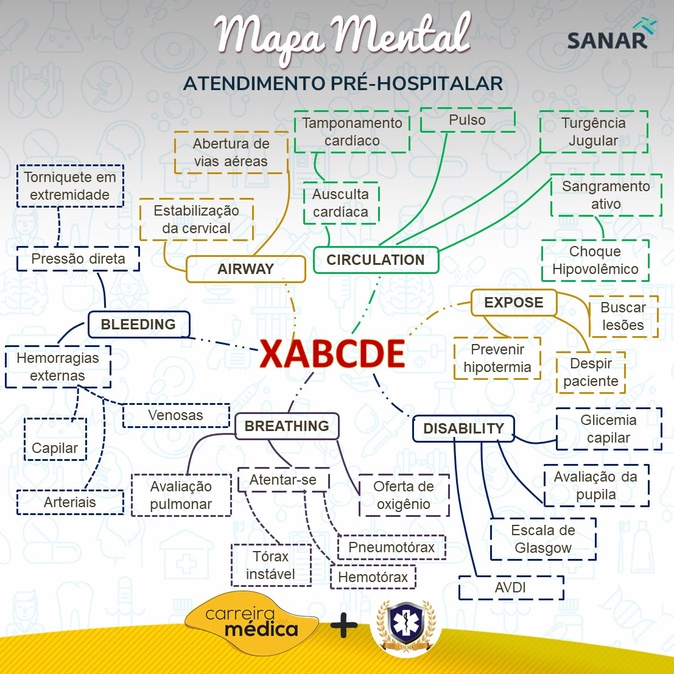 Mapa Mental
SANAR
ATENDIMENTO PRÉ-HOSPITALAR
Torniquete em
extremidade
Pressão direta
BLEEDING
Hemorragias
externas
Venosas
Capilar
Arteriais
Abertura de
vias aéreas
Estabilização
da cervical
AIRWAY
Tamponamento
cardíaco
Ausculta
cardíaca
Pulso
Turgência
Jugular
Sangramento
ativo
Choque
Hipovolêmico
CIRCULATION
XABCDE
EXPOSE
Buscar
lesões
Prevenir
hipotermia
Despir
paciente
BREATHING
Avaliação
pulmonar
Atentar-se
Oferta de
oxigênio
Tórax
instável
Pneumotórax
Hemotórax
DISABILITY
Glicemia
capilar
Avaliação da
pupila
Escala de
Glasgow
AVDI
carreira
médica
+